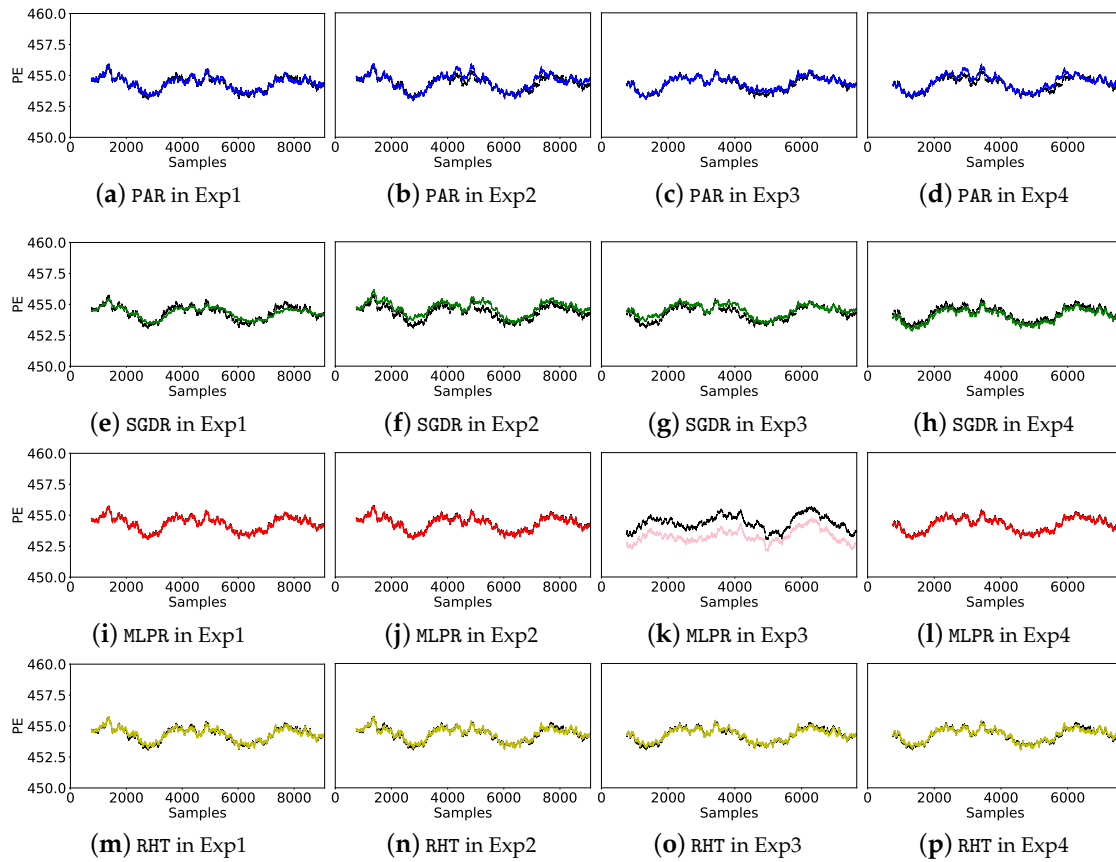 460.0
457.5
455.0
452.5
450.0
PE
0 2000 4000 6000 8000
0 2000 4000 6000 8000
0 2000 4000 6000
0 2000 4000 6000
Samples Samples Samples Samples
(a) PAR in Exp1 (b) PAR in Exp2 (c) PAR in Exp3 (d) PAR in Exp4
460.0
457.5
455.0
452.5
450.0
PE
0 2000 4000 6000 8000
0 2000 4000 6000 8000
0 2000 4000 6000
0 2000 4000 6000
Samples Samples Samples Samples
(e) SGDR in Exp1 (f) SGDR in Exp2 (g) SGDR in Exp3 (h) SGDR in Exp4
460.0
457.5
455.0
452.5
450.0
PE
0 2000 4000 6000 8000
0 2000 4000 6000 8000
0 2000 4000 6000
0 2000 4000 6000
Samples Samples Samples Samples
(i) MLPR in Exp1 (j) MLPR in Exp2 (k) MLPR in Exp3 (l) MLPR in Exp4
460.0
457.5
455.0
452.5
450.0
PE
0 2000 4000 6000 8000
0 2000 4000 6000 8000
0 2000 4000 6000
0 2000 4000 6000
Samples Samples Samples Samples
(m) RHT in Exp1 (n) RHT in Exp2 (o) RHT in Exp3 (p) RHT in Exp4